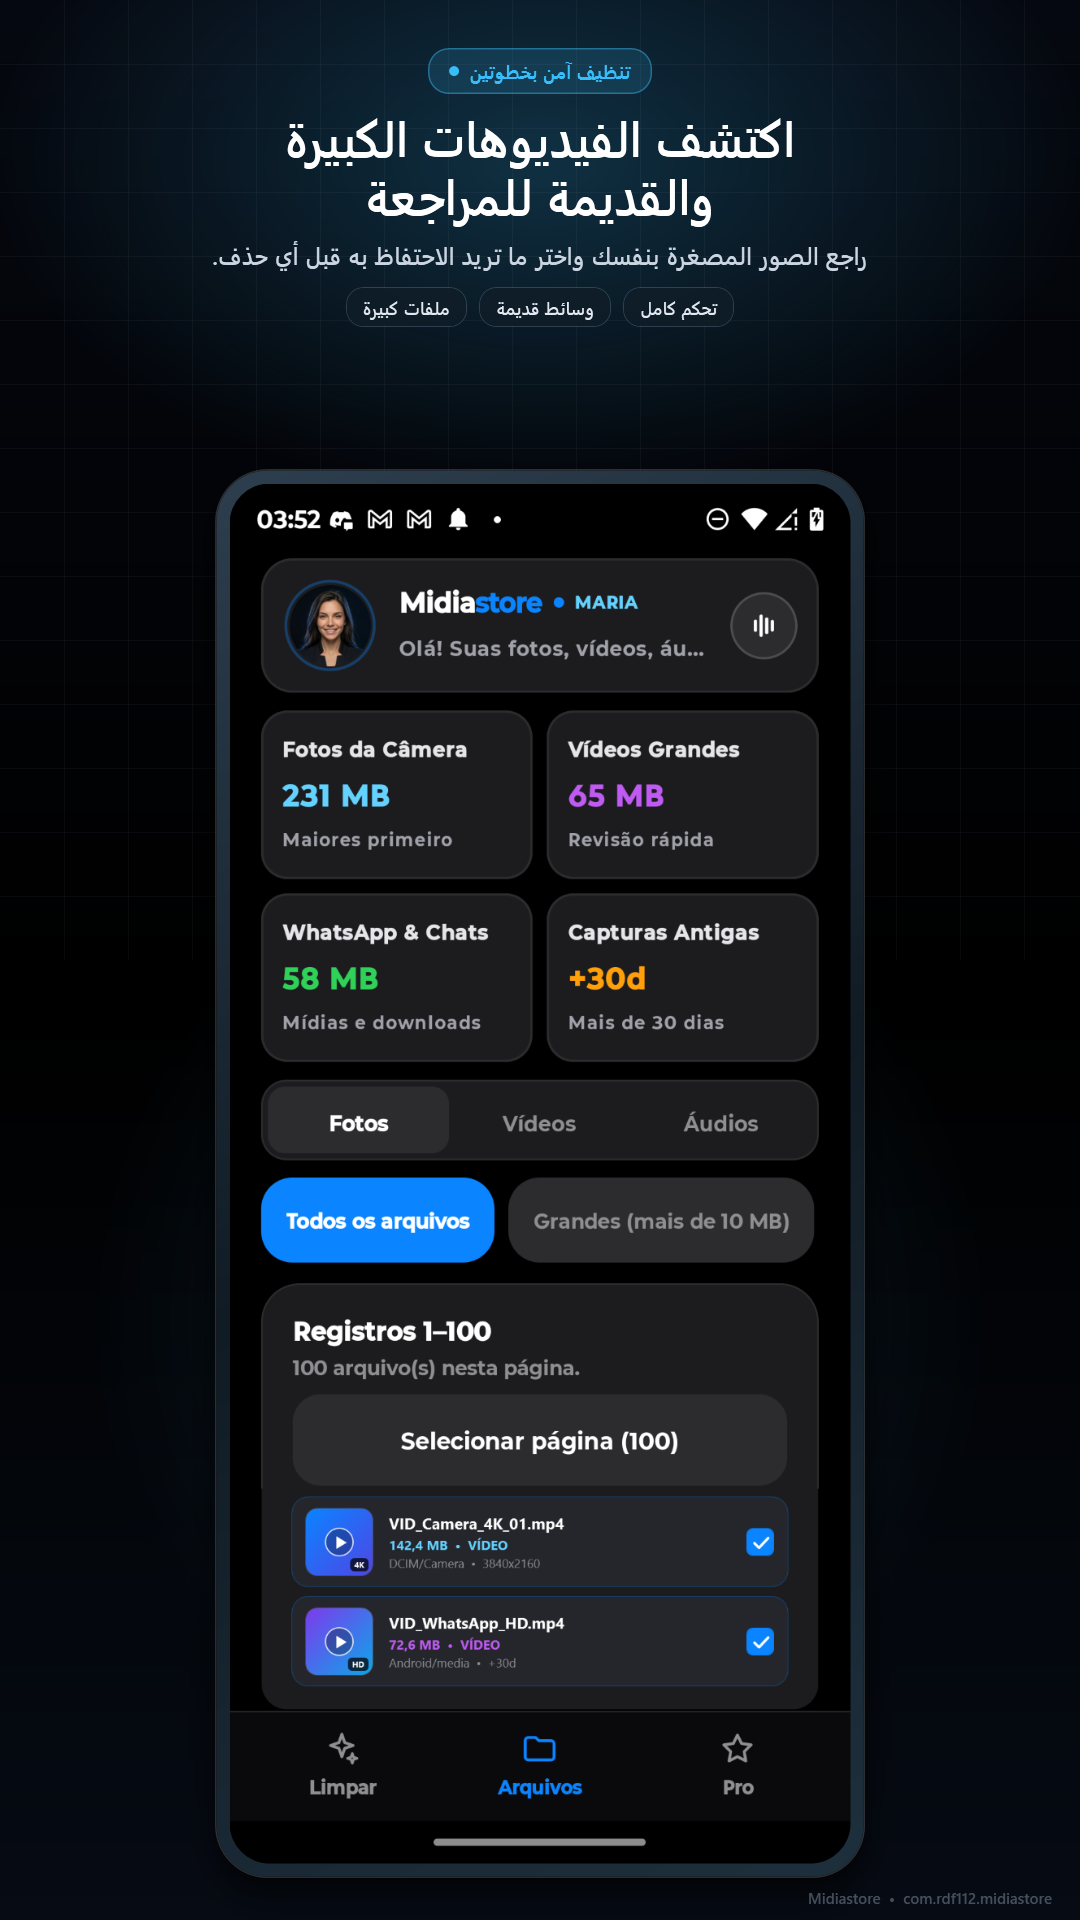 تنظيف آمن بخطوتين
اكتشف الفيديوهات الكبيرة
والقديمة للمراجعة
راجع الصور المصغرة بنفسك واختر ما تريد الاحتفاظ به قبل أي حذف.
تحكم كامل
وسائط قديمة
ملفات كبيرة
03:52
Midiastore • MARIA
Olá! Suas fotos, vídeos, áu...
Fotos da Câmera
231 MB
Maiores primeiro
Vídeos Grandes
65 MB
Revisão rápida
WhatsApp & Chats
58 MB
Mídias e downloads
Capturas Antigas
+30d
Mais de 30 dias
Fotos
Vídeos
Áudios
Todos os arquivos
Grandes (mais de 10 MB)
Registros 1–100
100 arquivo(s) nesta página.
Selecionar página (100)
VID_Camera_4K_01.mp4
142,4 MB • VÍDEO
DCIM/Camera • 3840x2160
4K
VID_WhatsApp_HD.mp4
72,6 MB • VÍDEO
Android/media • +30d
HD
Limpar
Arquivos
Pro
Midiastore • com.rdf112.midiastore